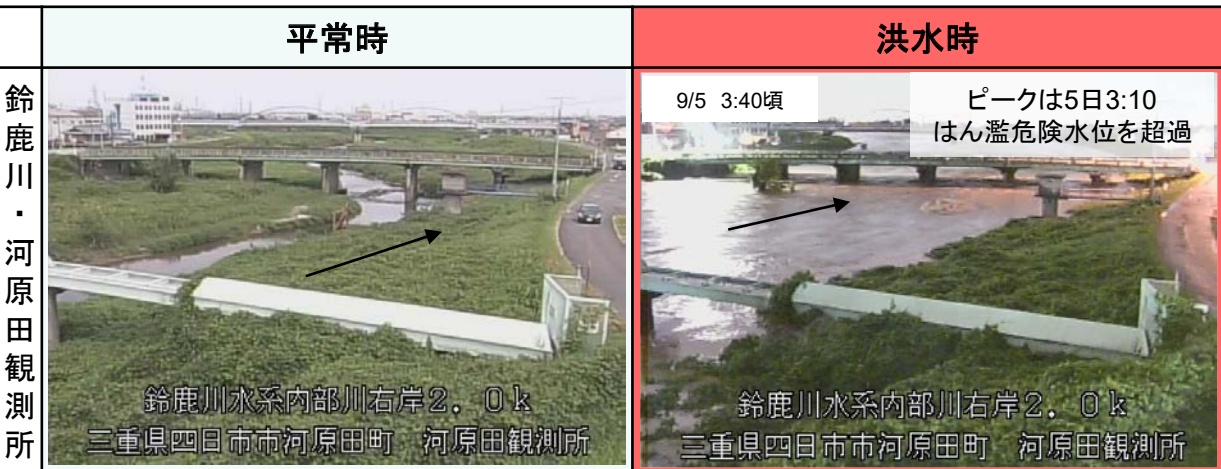 平常時
洪水時
鈴鹿川・河原田観測所
鈴鹿川水系内部川右岸2.0k
三重県四日市市河原田町 河原田観測所
9/5 3:40頃
ピークは5日3:10
はん濫危険水位を超過
鈴鹿川水系内部川右岸2.0k
三重県四日市市河原田町 河原田観測所